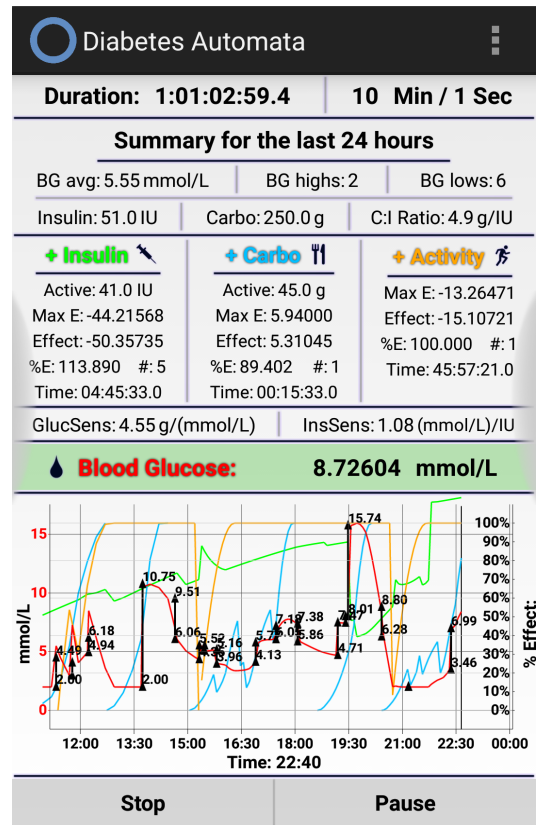 Diabetes Automata
Duration: 1:01:02:59.4 10 Min / 1 Sec
Summary for the last 24 hours
BG avg: 5.55 mmol/L BG highs: 2 BG lows: 6
Insulin: 51.0 IU Carbo: 250.0 g C:I Ratio: 4.9 g/IU
+ Insulin + Carbo + Activity
Active: 41.0 IU Active: 45.0 g Max E: -13.26471
Max E: -44.21568 Max E: 5.94000 Effect: -15.10721
Effect: -50.35735 Effect: 5.31045 %E: 100.000 #: 1
%E: 113.890 #: 5 %E: 89.402 #: 1 Time: 45:57:21.0
Time: 04:45:33.0 Time: 00:15:33.0
GlucSens: 4.55 g/(mmol/L) InsSens: 1.08 (mmol/L)/IU
Blood Glucose: 8.72604 mmol/L
mmol/L
15
10
5
0
15.74
10.75
9.51
8.80
8.01
7.38
6.99
6.18
6.06
6.28
5.86
4.94
4.49
4.71
4.13
3.96
3.46
2.00
2.00
100%
90%
80%
70%
60%
50%
40%
30%
20%
10%
0%
% Effect:
12:00 13:30 15:00 16:30 18:00 19:30 21:00 22:30 00:00
Time: 22:40
Stop Pause